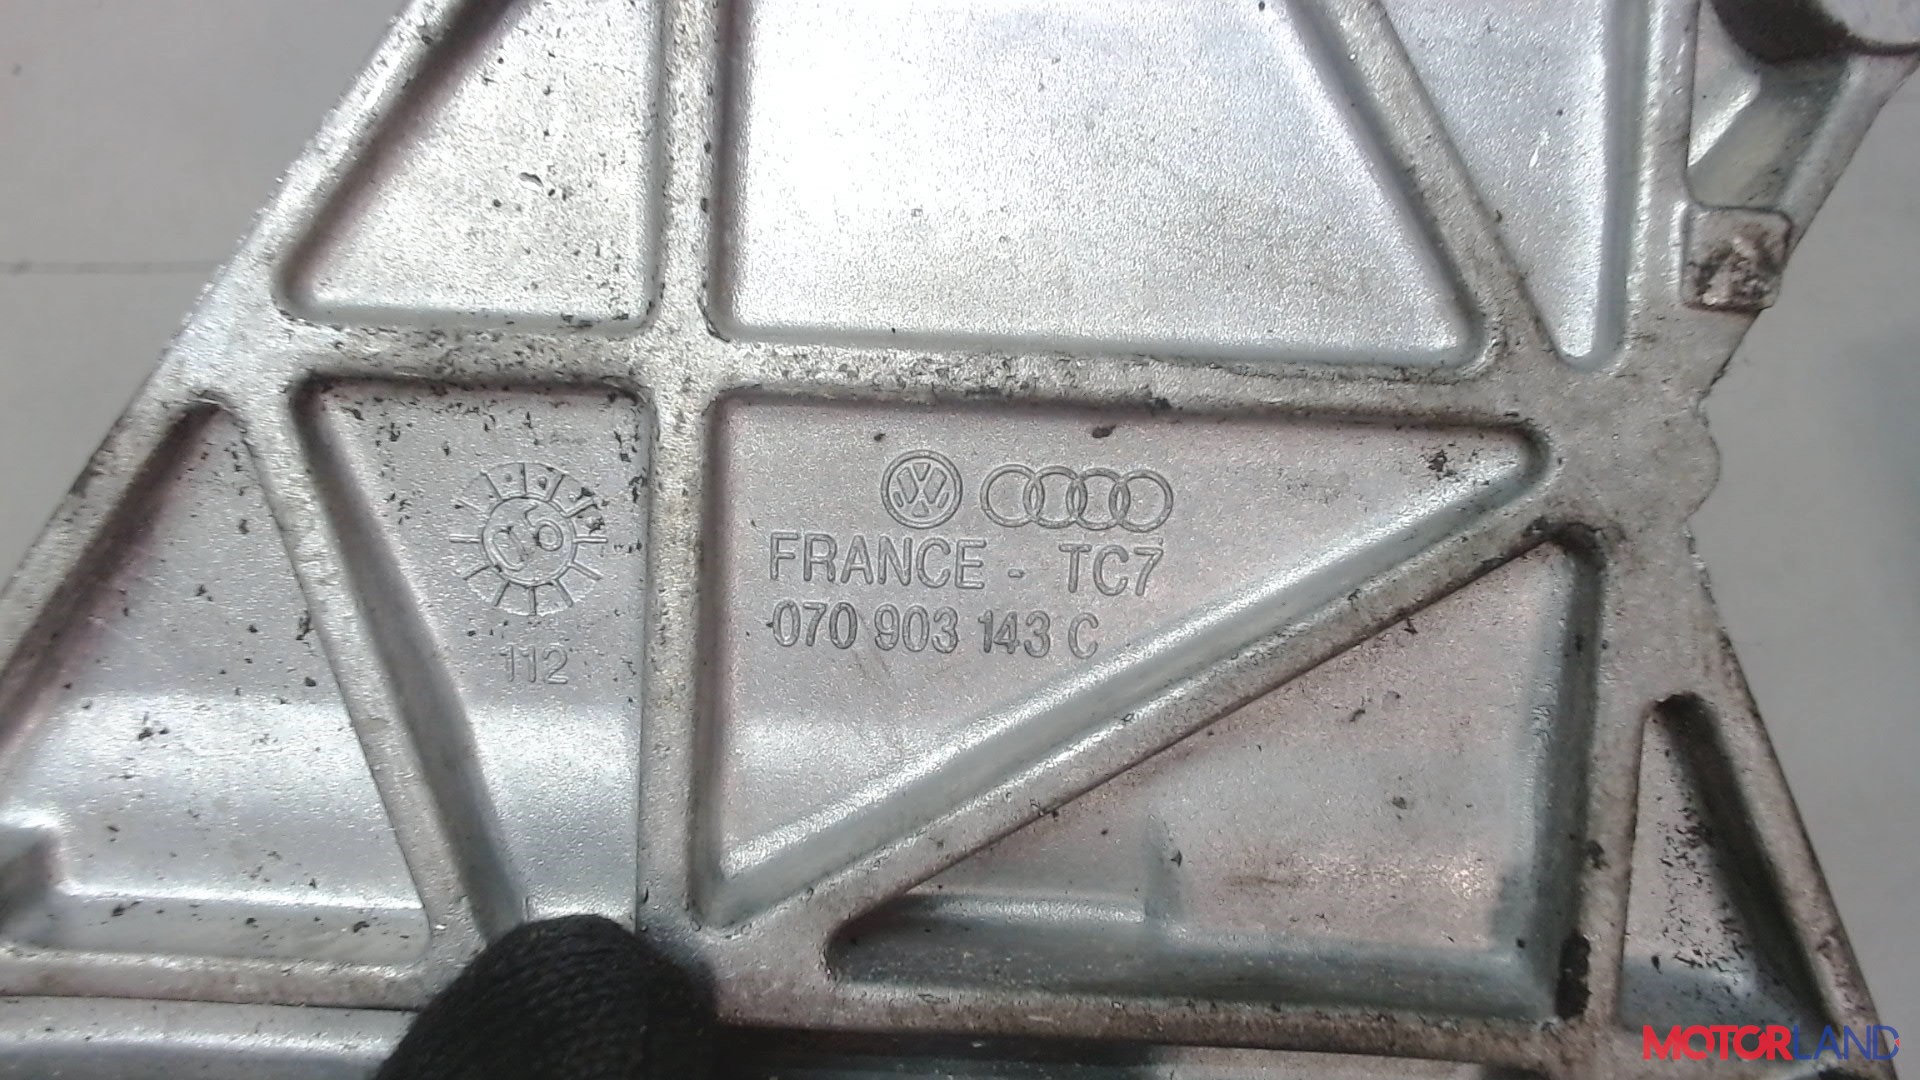 FRANCE - TC7
070 903 143 C
112
MOTORLAND